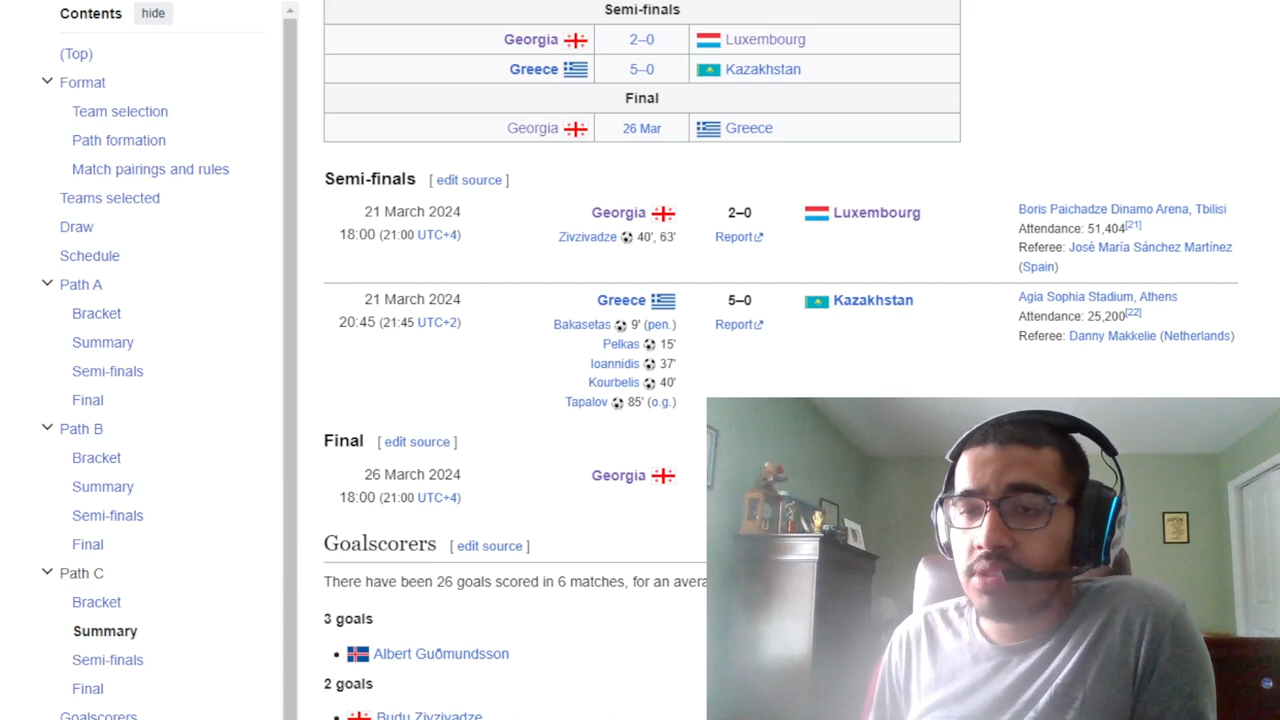 Contents hide
(Top)
Format
Team selection
Path formation
Match pairings and rules
Teams selected
Draw
Schedule
Path A
Bracket
Summary
Semi-finals
Final
Path B
Bracket
Summary
Semi-finals
Final
Path C
Bracket
Summary
Semi-finals
Final
Goalscorers
Semi-finals
Georgia 2–0 Luxembourg
Greece 5–0 Kazakhstan
Final
Georgia 26 Mar Greece
Semi-finals [ edit source ]
21 March 2024
18:00 (21:00 UTC+4)
Georgia 2–0 Luxembourg
Zivzivadze 40', 63' Report
Boris Paichadze Dinamo Arena, Tbilisi
Attendance: 51,404[21]
Referee: José María Sánchez Martínez
(Spain)
21 March 2024
20:45 (21:45 UTC+2)
Greece 5–0 Kazakhstan
Bakasetas 9' (pen.) Report
Pelkas 15'
Ioannidis 37'
Kourbelis 40'
Tapalov 85' (o.g.)
Agia Sophia Stadium, Athens
Attendance: 25,200[22]
Referee: Danny Makkelie (Netherlands)
Final [ edit source ]
26 March 2024
18:00 (21:00 UTC+4)
Georgia
Goalscorers [ edit source ]
There have been 26 goals scored in 6 matches, for an avera
3 goals
• Albert Guðmundsson
2 goals
• Budu Zivzivadze